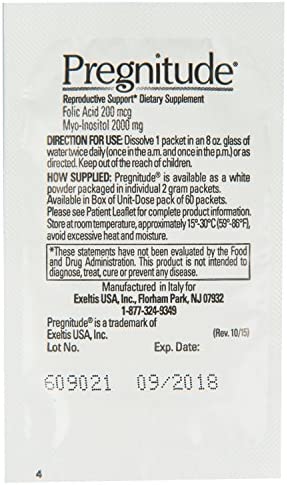 Pregnitude®
Reproductive Support* Dietary Supplement
Folic Acid 200 mcg
Myo-Inositol 2000 mg
DIRECTION FOR USE: Dissolve 1 packet in an 8 oz. glass of
water twice daily (once in the a.m. and once in the p.m.) or as
directed. Keep out of the reach of children.
HOW SUPPLIED: Pregnitude® is available as a white
powder packaged in individual 2 gram packets.
Available in Box of Unit-Dose pack of 60 packets.
Please see Patient Leaflet for complete product information.
Store at room temperature, approximately 15°-30°C (59°-86°F),
avoid excessive heat and moisture.
*These statements have not been evaluated by the Food
and Drug Administration. This product is not intended to
diagnose, treat, cure or prevent any disease.
Manufactured in Italy for
Exeltis USA, Inc., Florham Park, NJ 07932
1-877-324-9349
Pregnitude® is a trademark of
Exeltis USA, Inc. (Rev. 10/15)
Lot No. Exp. Date:
609021 09/2018
4